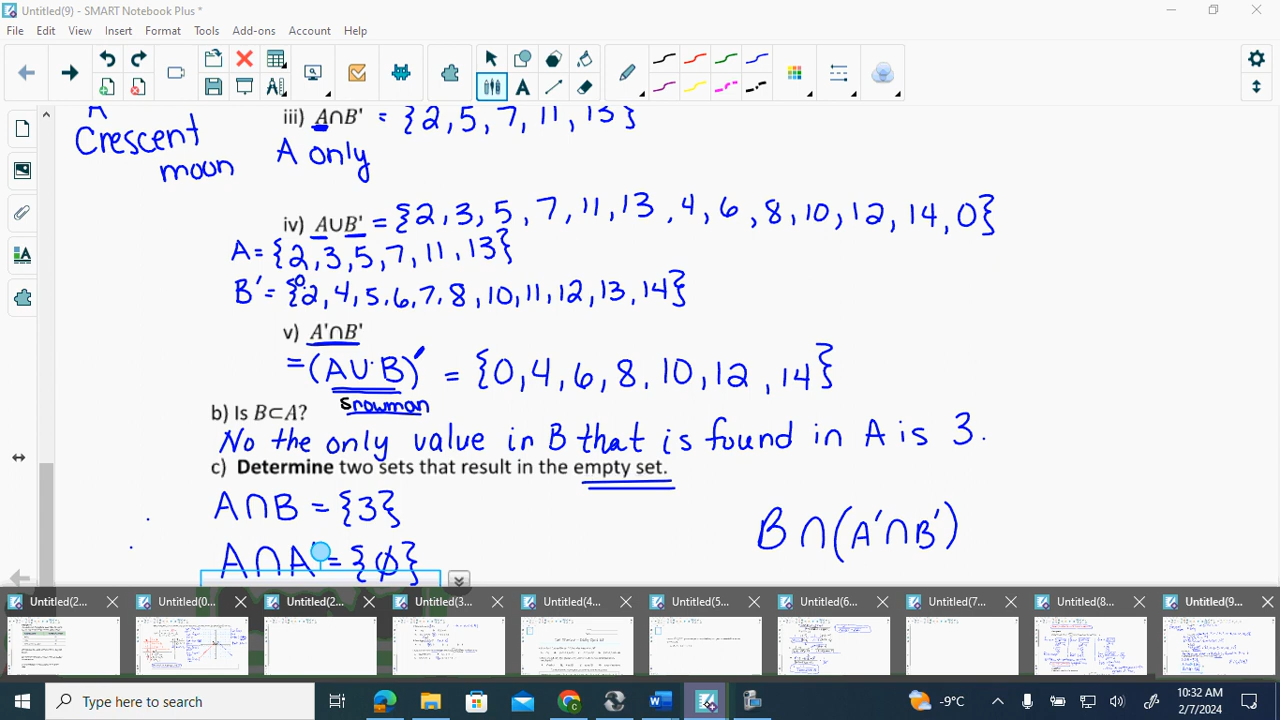 Untitled(9) - SMART Notebook Plus *
File Edit View Insert Format Tools Add-ons Account Help
iii) A∩B' = {2, 5, 7, 11, 13}
Crescent
moon
A only
iv) A∪B' = {2, 3, 5, 7, 11, 13, 4, 6, 8, 10, 12, 14, 0}
A = {2, 3, 5, 7, 11, 13}
B' = {0, 2, 4, 5, 6, 7, 8, 10, 11, 12, 13, 14}
v) A'∩B'
= (A∪B)' = {0, 4, 6, 8, 10, 12, 14}
snowman
b) Is B⊂A?
No the only value in B that is found in A is 3.
c) Determine two sets that result in the empty set.
A∩B = {3}
B∩(A'∩B')
A∩A' = {∅}
Untitled(2... Untitled(0... Untitled(2... Untitled(3... Untitled(4... Untitled(5... Untitled(6... Untitled(7... Untitled(8... Untitled(9...
Type here to search
-9°C
10:32 AM
2/7/2024